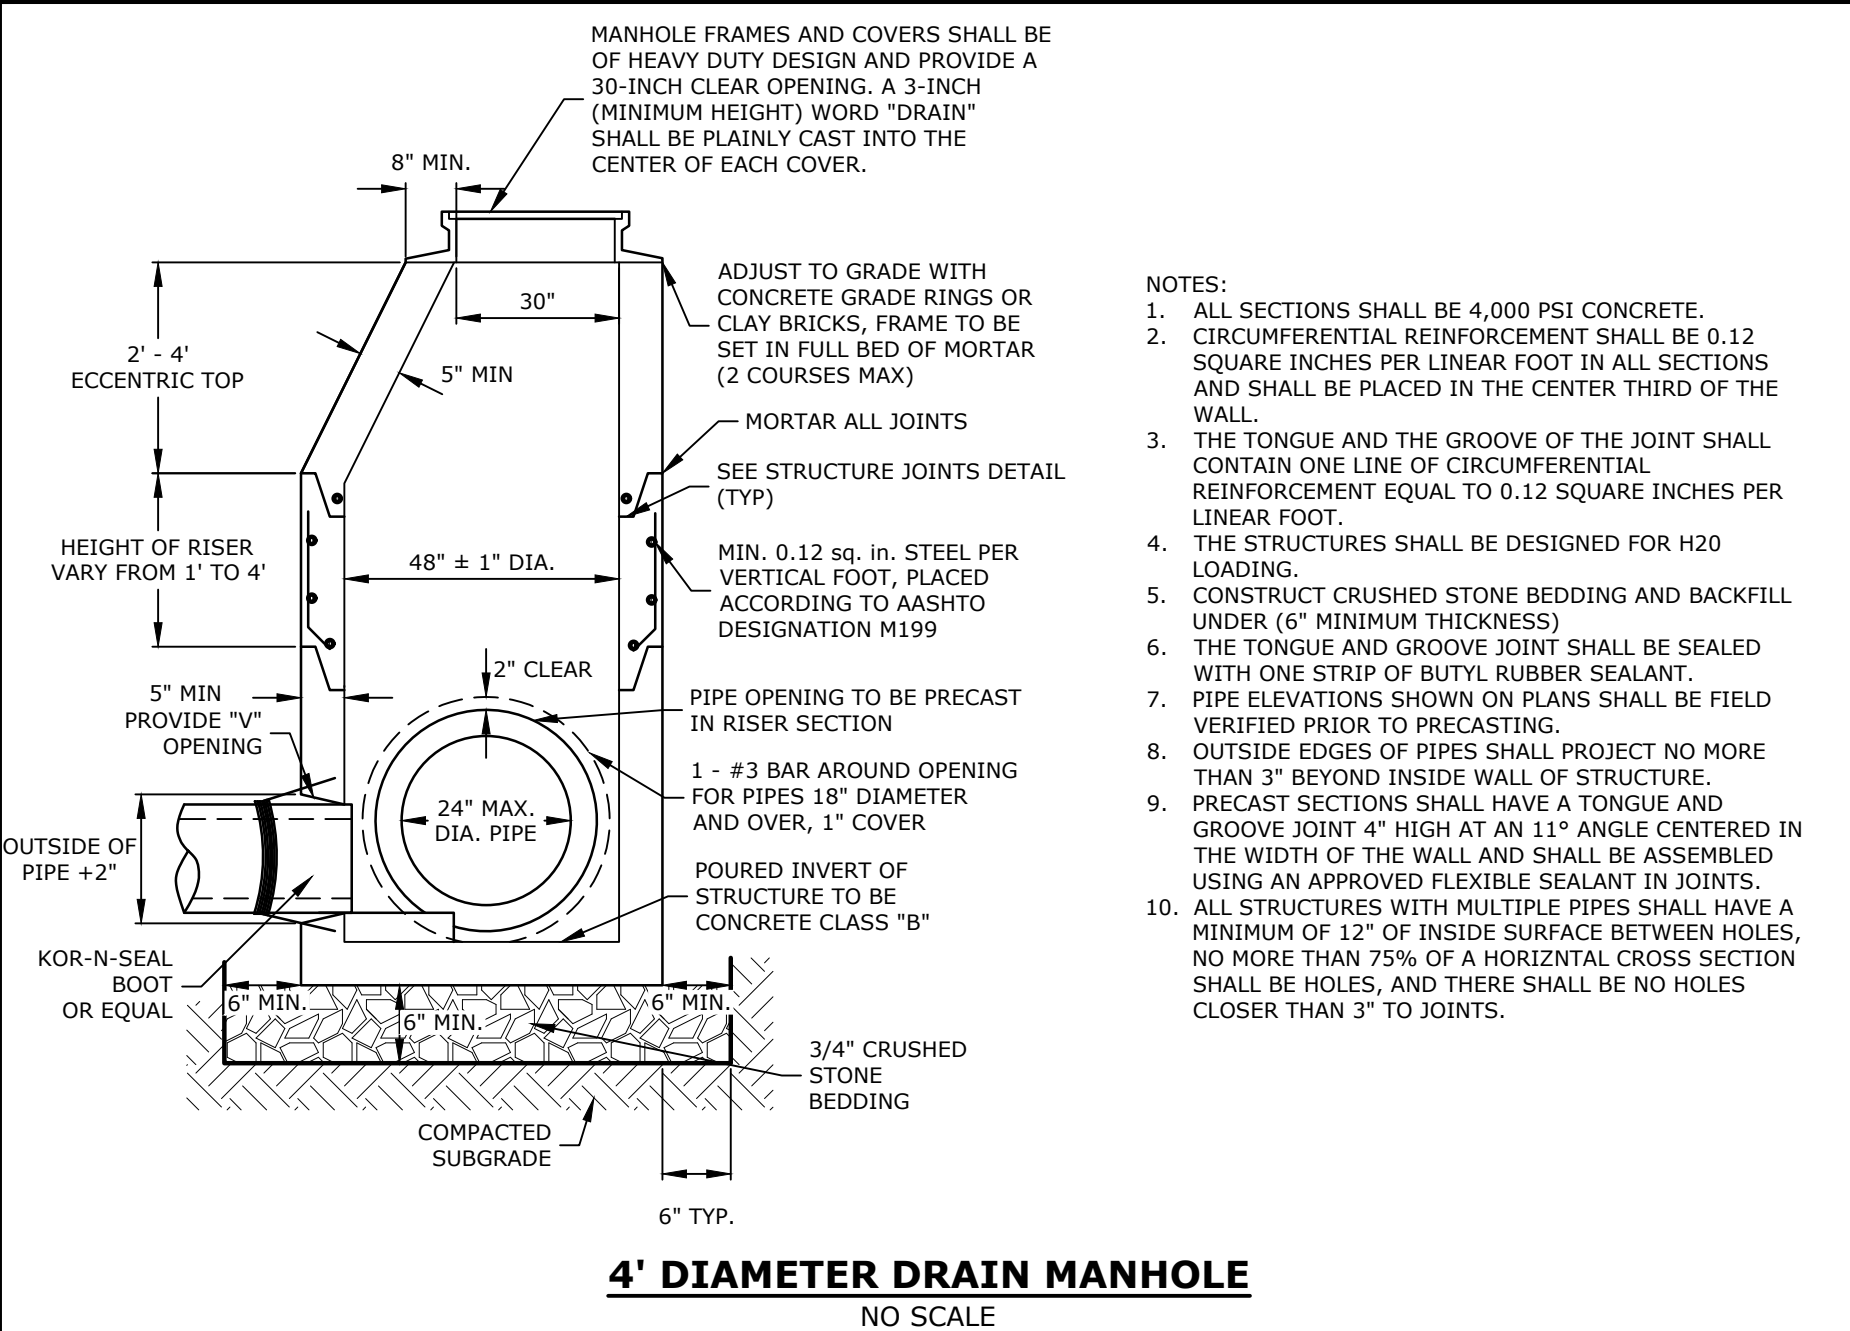 MANHOLE FRAMES AND COVERS SHALL BE
OF HEAVY DUTY DESIGN AND PROVIDE A
30-INCH CLEAR OPENING. A 3-INCH
(MINIMUM HEIGHT) WORD "DRAIN"
SHALL BE PLAINLY CAST INTO THE
CENTER OF EACH COVER.
8" MIN.
30"
5" MIN
2' - 4'
ECCENTRIC TOP
ADJUST TO GRADE WITH
CONCRETE GRADE RINGS OR
CLAY BRICKS, FRAME TO BE
SET IN FULL BED OF MORTAR
(2 COURSES MAX)
MORTAR ALL JOINTS
SEE STRUCTURE JOINTS DETAIL
(TYP)
HEIGHT OF RISER
VARY FROM 1' TO 4'
48" ± 1" DIA.
MIN. 0.12 sq. in. STEEL PER
VERTICAL FOOT, PLACED
ACCORDING TO AASHTO
DESIGNATION M199
2" CLEAR
5" MIN
PROVIDE "V"
OPENING
PIPE OPENING TO BE PRECAST
IN RISER SECTION
1 - #3 BAR AROUND OPENING
FOR PIPES 18" DIAMETER
AND OVER, 1" COVER
24" MAX.
DIA. PIPE
OUTSIDE OF
PIPE +2"
POURED INVERT OF
STRUCTURE TO BE
CONCRETE CLASS "B"
KOR-N-SEAL
BOOT
OR EQUAL
6" MIN.
6" MIN.
6" MIN.
3/4" CRUSHED
STONE
BEDDING
COMPACTED
SUBGRADE
6" TYP.
NOTES:
1. ALL SECTIONS SHALL BE 4,000 PSI CONCRETE.
2. CIRCUMFERENTIAL REINFORCEMENT SHALL BE 0.12
SQUARE INCHES PER LINEAR FOOT IN ALL SECTIONS
AND SHALL BE PLACED IN THE CENTER THIRD OF THE
WALL.
3. THE TONGUE AND THE GROOVE OF THE JOINT SHALL
CONTAIN ONE LINE OF CIRCUMFERENTIAL
REINFORCEMENT EQUAL TO 0.12 SQUARE INCHES PER
LINEAR FOOT.
4. THE STRUCTURES SHALL BE DESIGNED FOR H20
LOADING.
5. CONSTRUCT CRUSHED STONE BEDDING AND BACKFILL
UNDER (6" MINIMUM THICKNESS)
6. THE TONGUE AND GROOVE JOINT SHALL BE SEALED
WITH ONE STRIP OF BUTYL RUBBER SEALANT.
7. PIPE ELEVATIONS SHOWN ON PLANS SHALL BE FIELD
VERIFIED PRIOR TO PRECASTING.
8. OUTSIDE EDGES OF PIPES SHALL PROJECT NO MORE
THAN 3" BEYOND INSIDE WALL OF STRUCTURE.
9. PRECAST SECTIONS SHALL HAVE A TONGUE AND
GROOVE JOINT 4" HIGH AT AN 11° ANGLE CENTERED IN
THE WIDTH OF THE WALL AND SHALL BE ASSEMBLED
USING AN APPROVED FLEXIBLE SEALANT IN JOINTS.
10. ALL STRUCTURES WITH MULTIPLE PIPES SHALL HAVE A
MINIMUM OF 12" OF INSIDE SURFACE BETWEEN HOLES,
NO MORE THAN 75% OF A HORIZNTAL CROSS SECTION
SHALL BE HOLES, AND THERE SHALL BE NO HOLES
CLOSER THAN 3" TO JOINTS.
4' DIAMETER DRAIN MANHOLE
NO SCALE